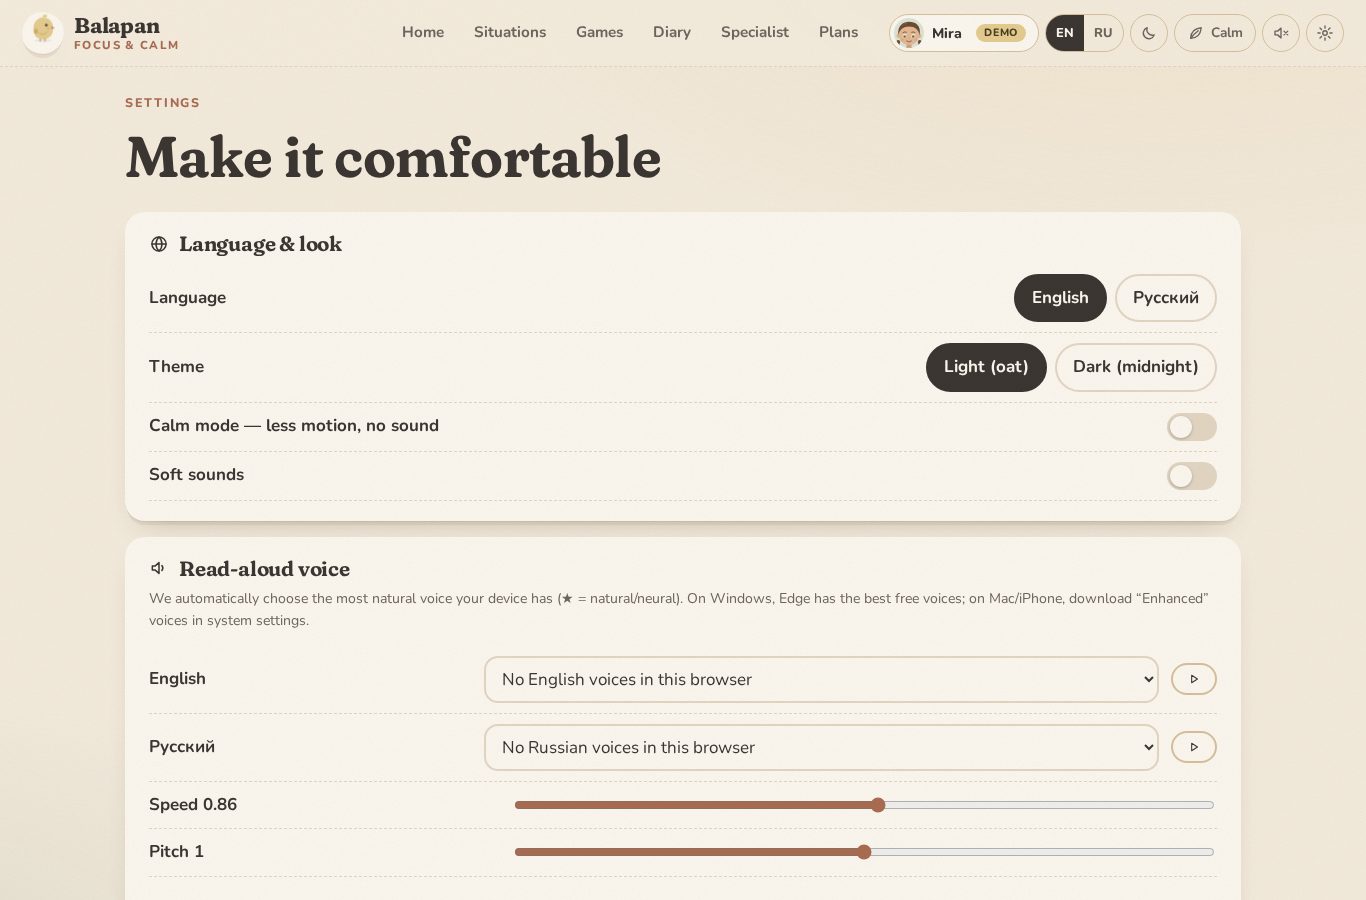 Balapan
FOCUS & CALM
Home
Situations
Games
Diary
Specialist
Plans
Mira
DEMO
EN
RU
Calm
SETTINGS
Make it comfortable
Language & look
Language
English
Русский
Theme
Light (oat)
Dark (midnight)
Calm mode — less motion, no sound
Soft sounds
Read-aloud voice
We automatically choose the most natural voice your device has (★ = natural/neural). On Windows, Edge has the best free voices; on Mac/iPhone, download “Enhanced”
voices in system settings.
English
No English voices in this browser
Русский
No Russian voices in this browser
Speed 0.86
Pitch 1